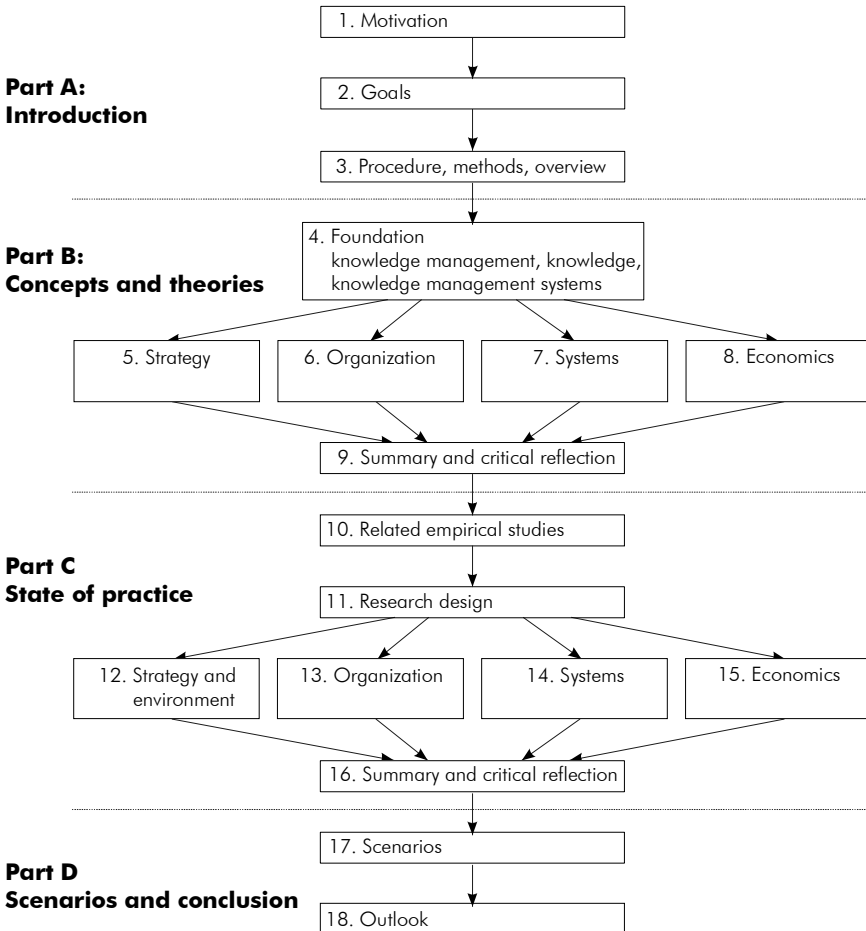 1. Motivation
Part A:
Introduction
2. Goals
3. Procedure, methods, overview
Part B:
Concepts and theories
4. Foundation
knowledge management, knowledge,
knowledge management systems
5. Strategy
6. Organization
7. Systems
8. Economics
9. Summary and critical reflection
10. Related empirical studies
Part C
State of practice
11. Research design
12. Strategy and
environment
13. Organization
14. Systems
15. Economics
16. Summary and critical reflection
17. Scenarios
Part D
Scenarios and conclusion
18. Outlook